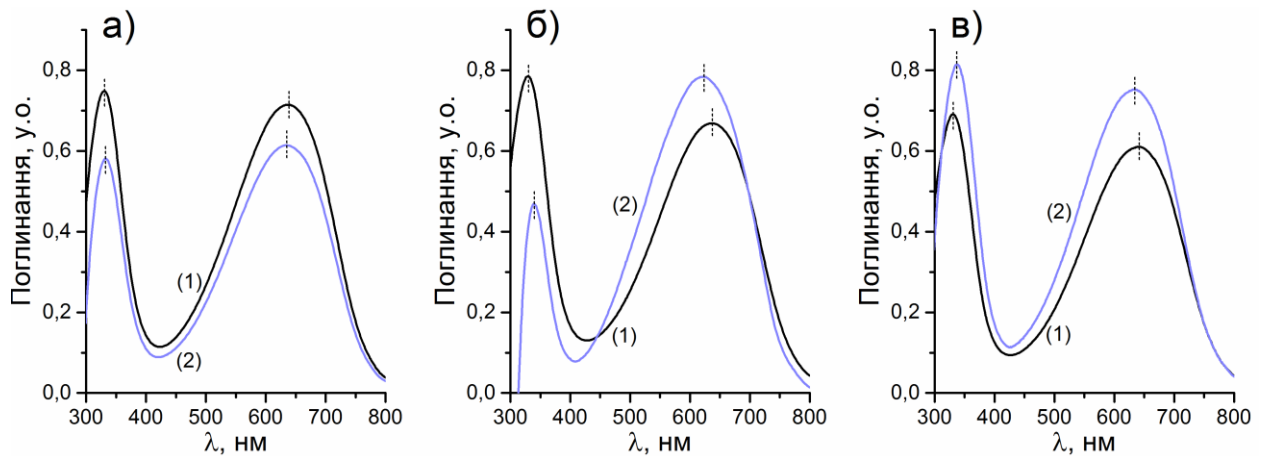 а) б) в)
Поглинання, у.о. Поглинання, у.о. Поглинання, у.о.
0,8 0,8 0,8
0,6 0,6 0,6
0,4 0,4 0,4
0,2 0,2 0,2
0,0 0,0 0,0
(1) (2) (2) (1) (2) (1)
300 400 500 600 700 800 300 400 500 600 700 800 300 400 500 600 700 800
λ, нм λ, нм λ, нм